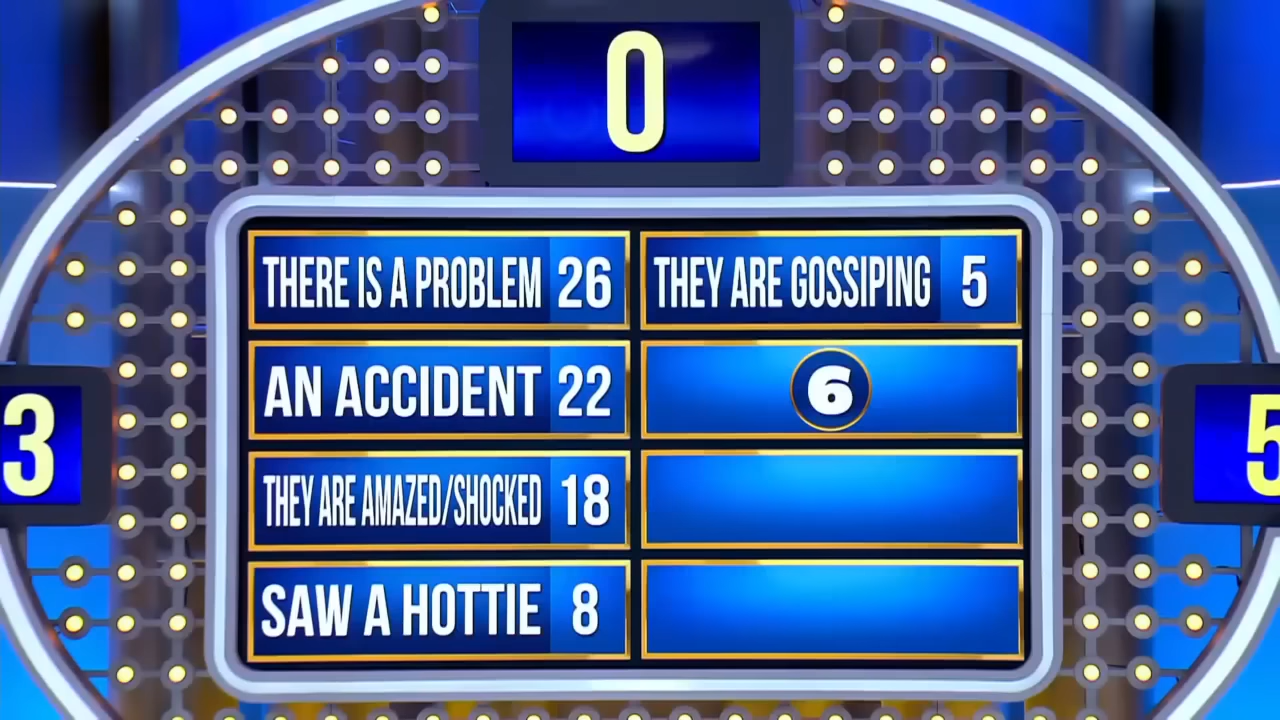 0
THERE IS A PROBLEM 26
THEY ARE GOSSIPING 5
AN ACCIDENT 22
6
THEY ARE AMAZED/SHOCKED 18
SAW A HOTTIE 8
3
5